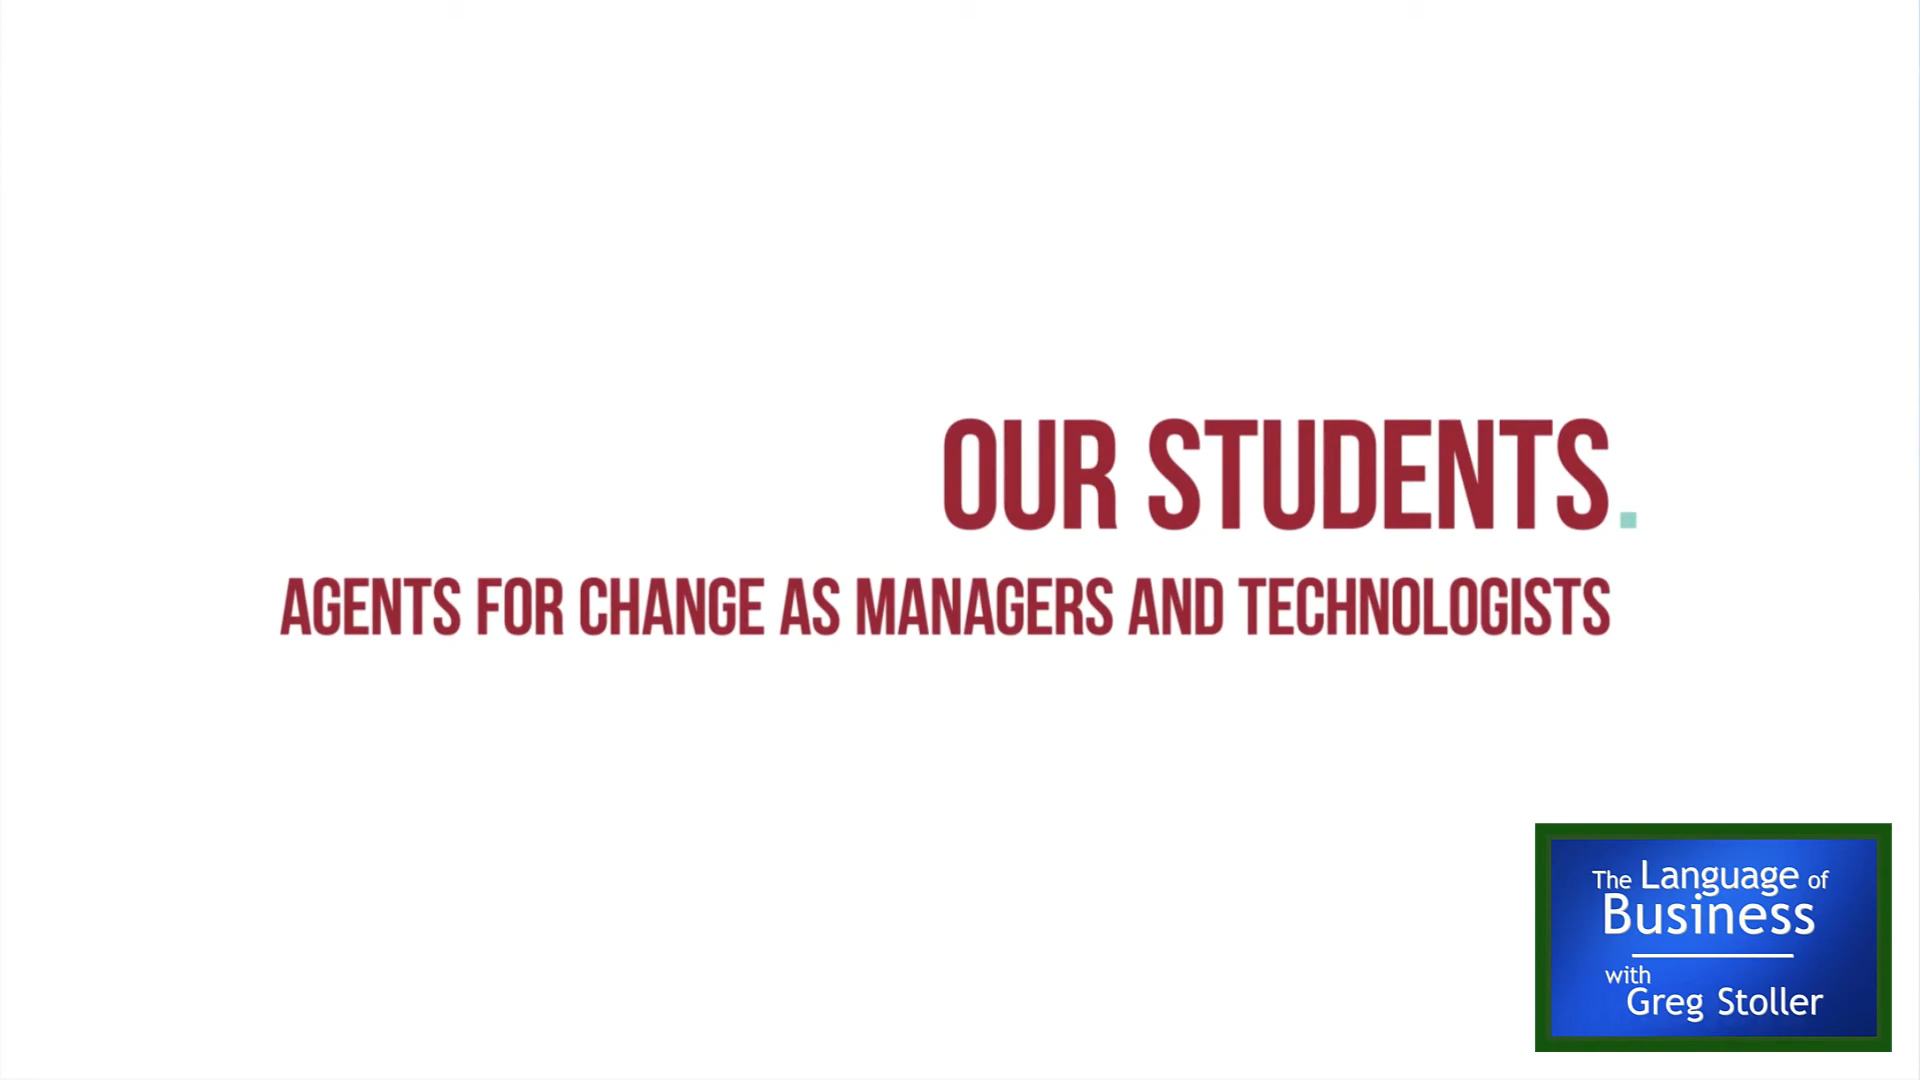 OUR STUDENTS.
AGENTS FOR CHANGE AS MANAGERS AND TECHNOLOGISTS
The Language of
Business
with
Greg Stoller